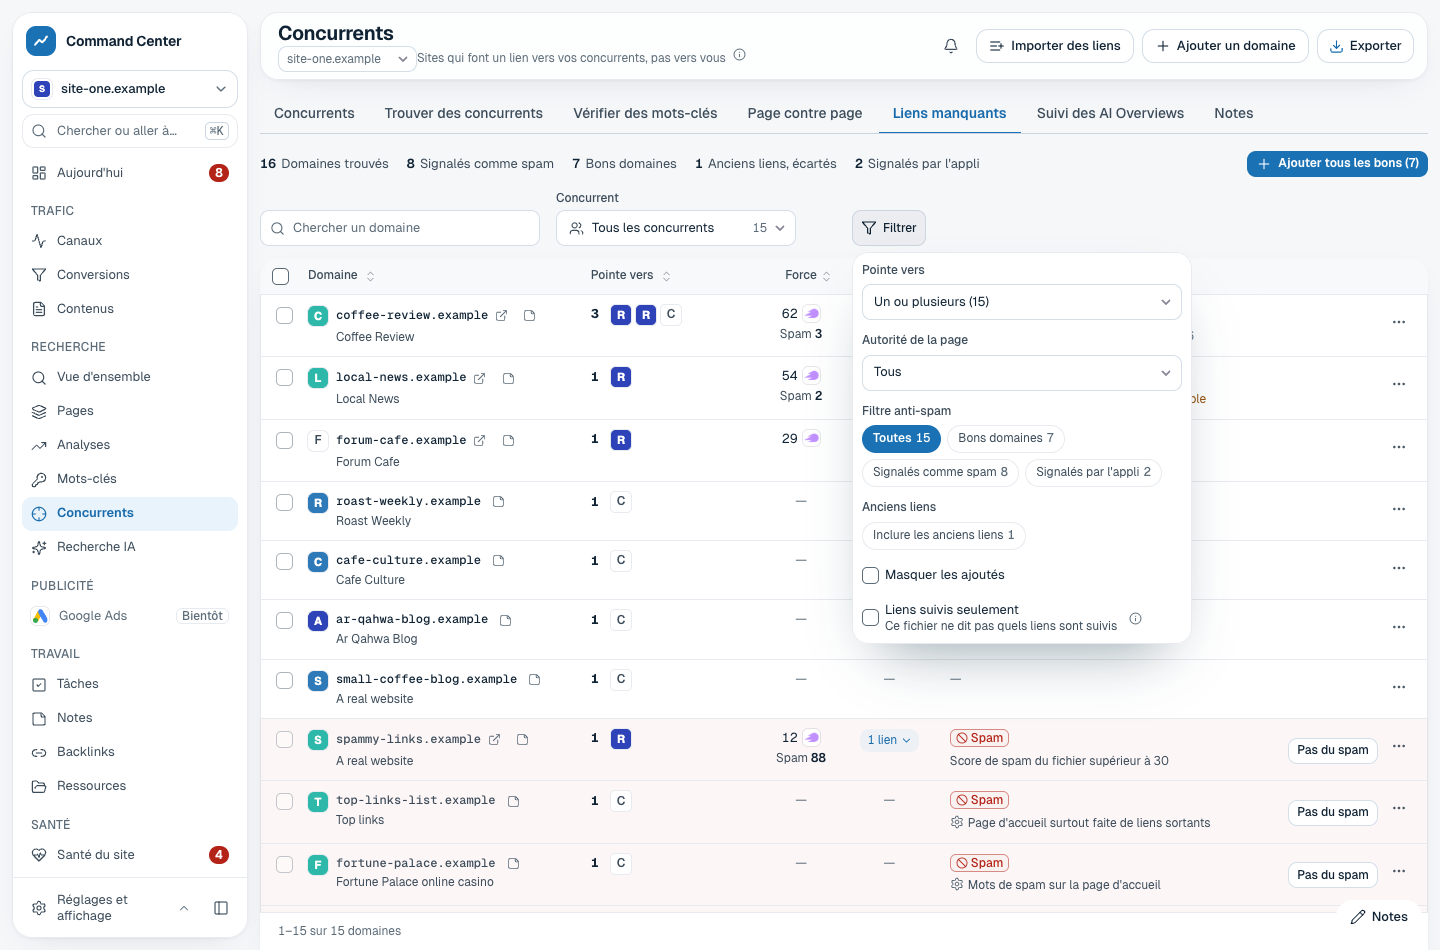 Command Center
S site-one.example
Chercher ou aller à… ⌘K
Aujourd'hui 8
TRAFIC
Canaux
Conversions
Contenus
RECHERCHE
Vue d'ensemble
Pages
Analyses
Mots-clés
Concurrents
Recherche IA
PUBLICITÉ
Google Ads Bientôt
TRAVAIL
Tâches
Notes
Backlinks
Ressources
SANTÉ
Santé du site 4
Réglages et
affichage
Concurrents
site-one.example Sites qui font un lien vers vos concurrents, pas vers vous
Importer des liens
Ajouter un domaine
Exporter
Concurrents Trouver des concurrents Vérifier des mots-clés Page contre page Liens manquants Suivi des AI Overviews Notes
16 Domaines trouvés 8 Signalés comme spam 7 Bons domaines 1 Anciens liens, écartés 2 Signalés par l'appli
Ajouter tous les bons (7)
Concurrent
Chercher un domaine
Tous les concurrents 15
Filtrer
Domaine Pointe vers Force
C coffee-review.example 3 R R C 62
Coffee Review Spam 3
L local-news.example 1 R 54
Local News Spam 2
F forum-cafe.example 1 R 29
Forum Cafe
R roast-weekly.example 1 C —
Roast Weekly
C cafe-culture.example 1 C —
Cafe Culture
A ar-qahwa-blog.example 1 C —
Ar Qahwa Blog
S small-coffee-blog.example 1 C — — —
A real website
S spammy-links.example 1 R 12 1 lien Spam
A real website Spam 88 Score de spam du fichier supérieur à 30 Pas du spam
T top-links-list.example 1 C — — Spam
Top links Page d'accueil surtout faite de liens sortants Pas du spam
F fortune-palace.example 1 C — — Spam
Fortune Palace online casino Mots de spam sur la page d'accueil Pas du spam
Pointe vers
Un ou plusieurs (15)
Autorité de la page
Tous
Filtre anti-spam
Toutes 15 Bons domaines 7
Signalés comme spam 8 Signalés par l'appli 2
Anciens liens
Inclure les anciens liens 1
Masquer les ajoutés
Liens suivis seulement
Ce fichier ne dit pas quels liens sont suivis
1–15 sur 15 domaines
Notes